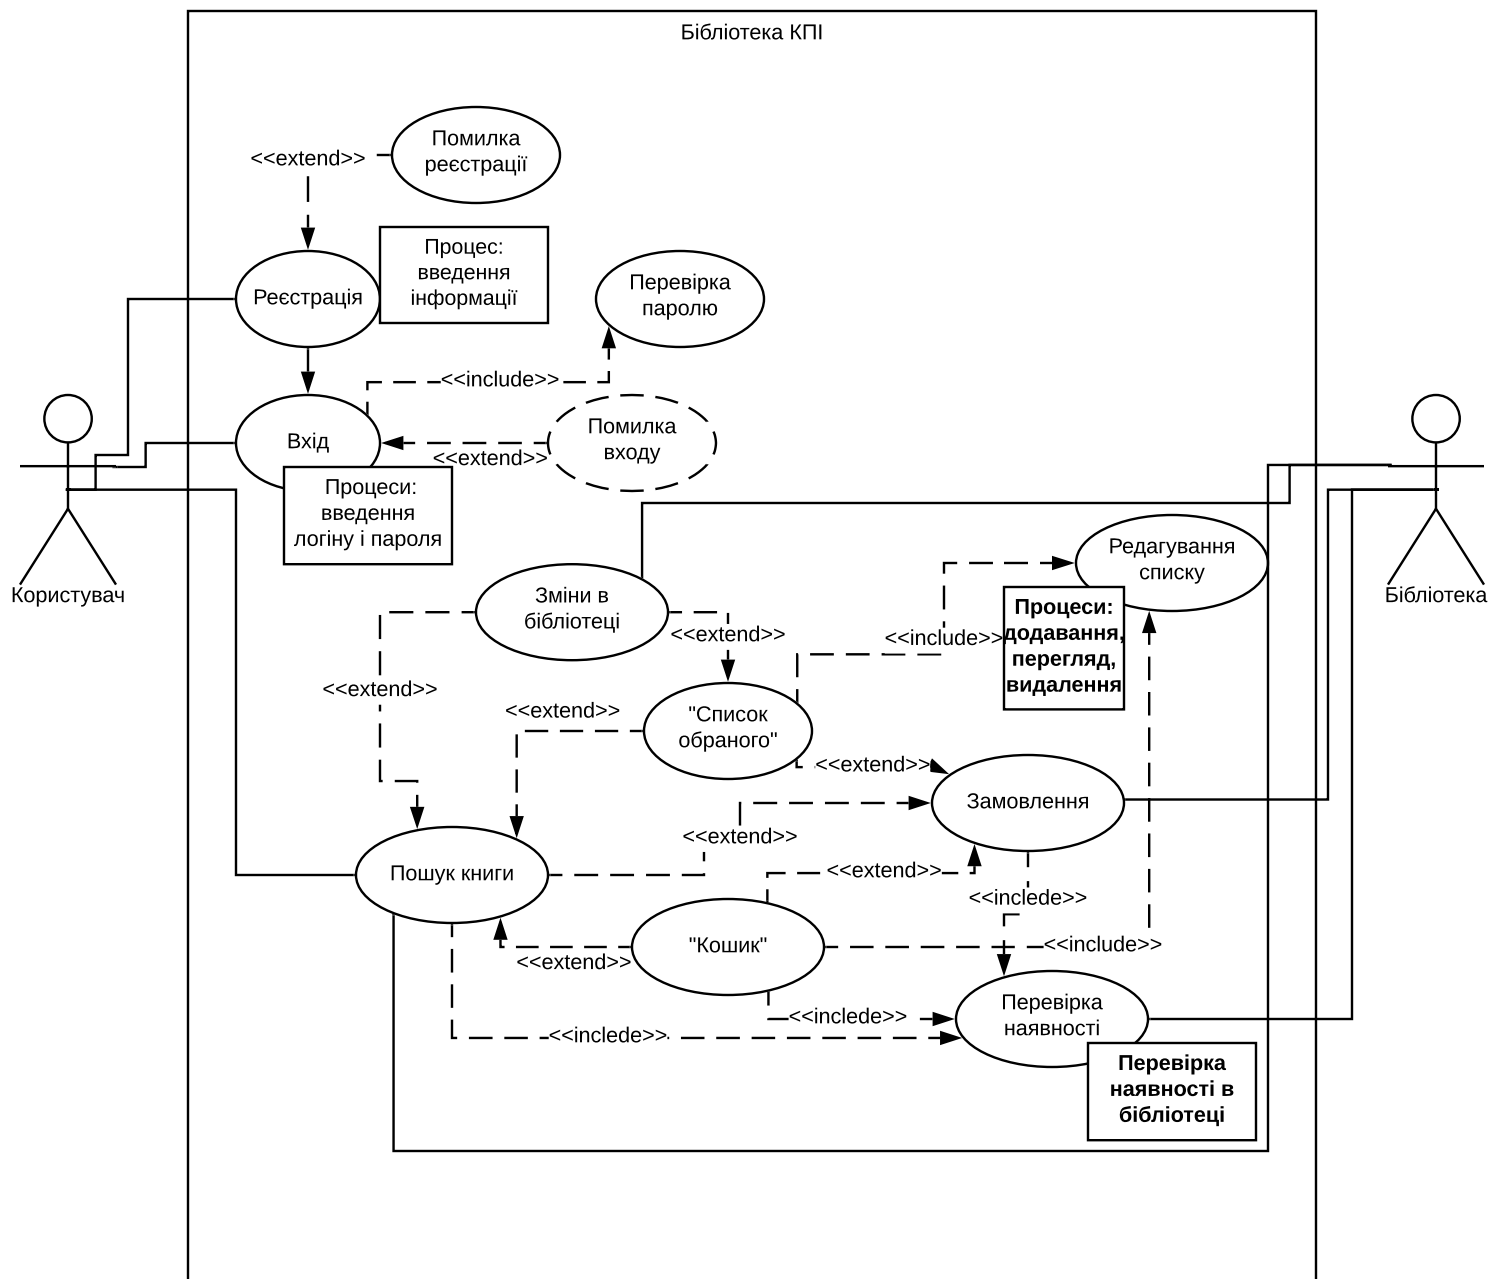 Бібліотека КПІ
Помилка
реєстрації
<<extend>>
Процес:
введення
інформації
Реєстрація
Перевірка
паролю
<<include>>
Вхід
Помилка
входу
<<extend>>
Процеси:
введення
логіну і пароля
Користувач
Бібліотека
Редагування
списку
Зміни в
бібліотеці
Процеси:
додавання,
перегляд,
видалення
<<extend>>
<<include>>
<<extend>>
<<extend>>
"Список
обраного"
<<extend>>
Замовлення
<<extend>>
Пошук книги
<<extend>>
<<inclede>>
"Кошик"
<<include>>
<<extend>>
Перевірка
наявності
<<inclede>>
<<inclede>>
Перевірка
наявності в
бібліотеці